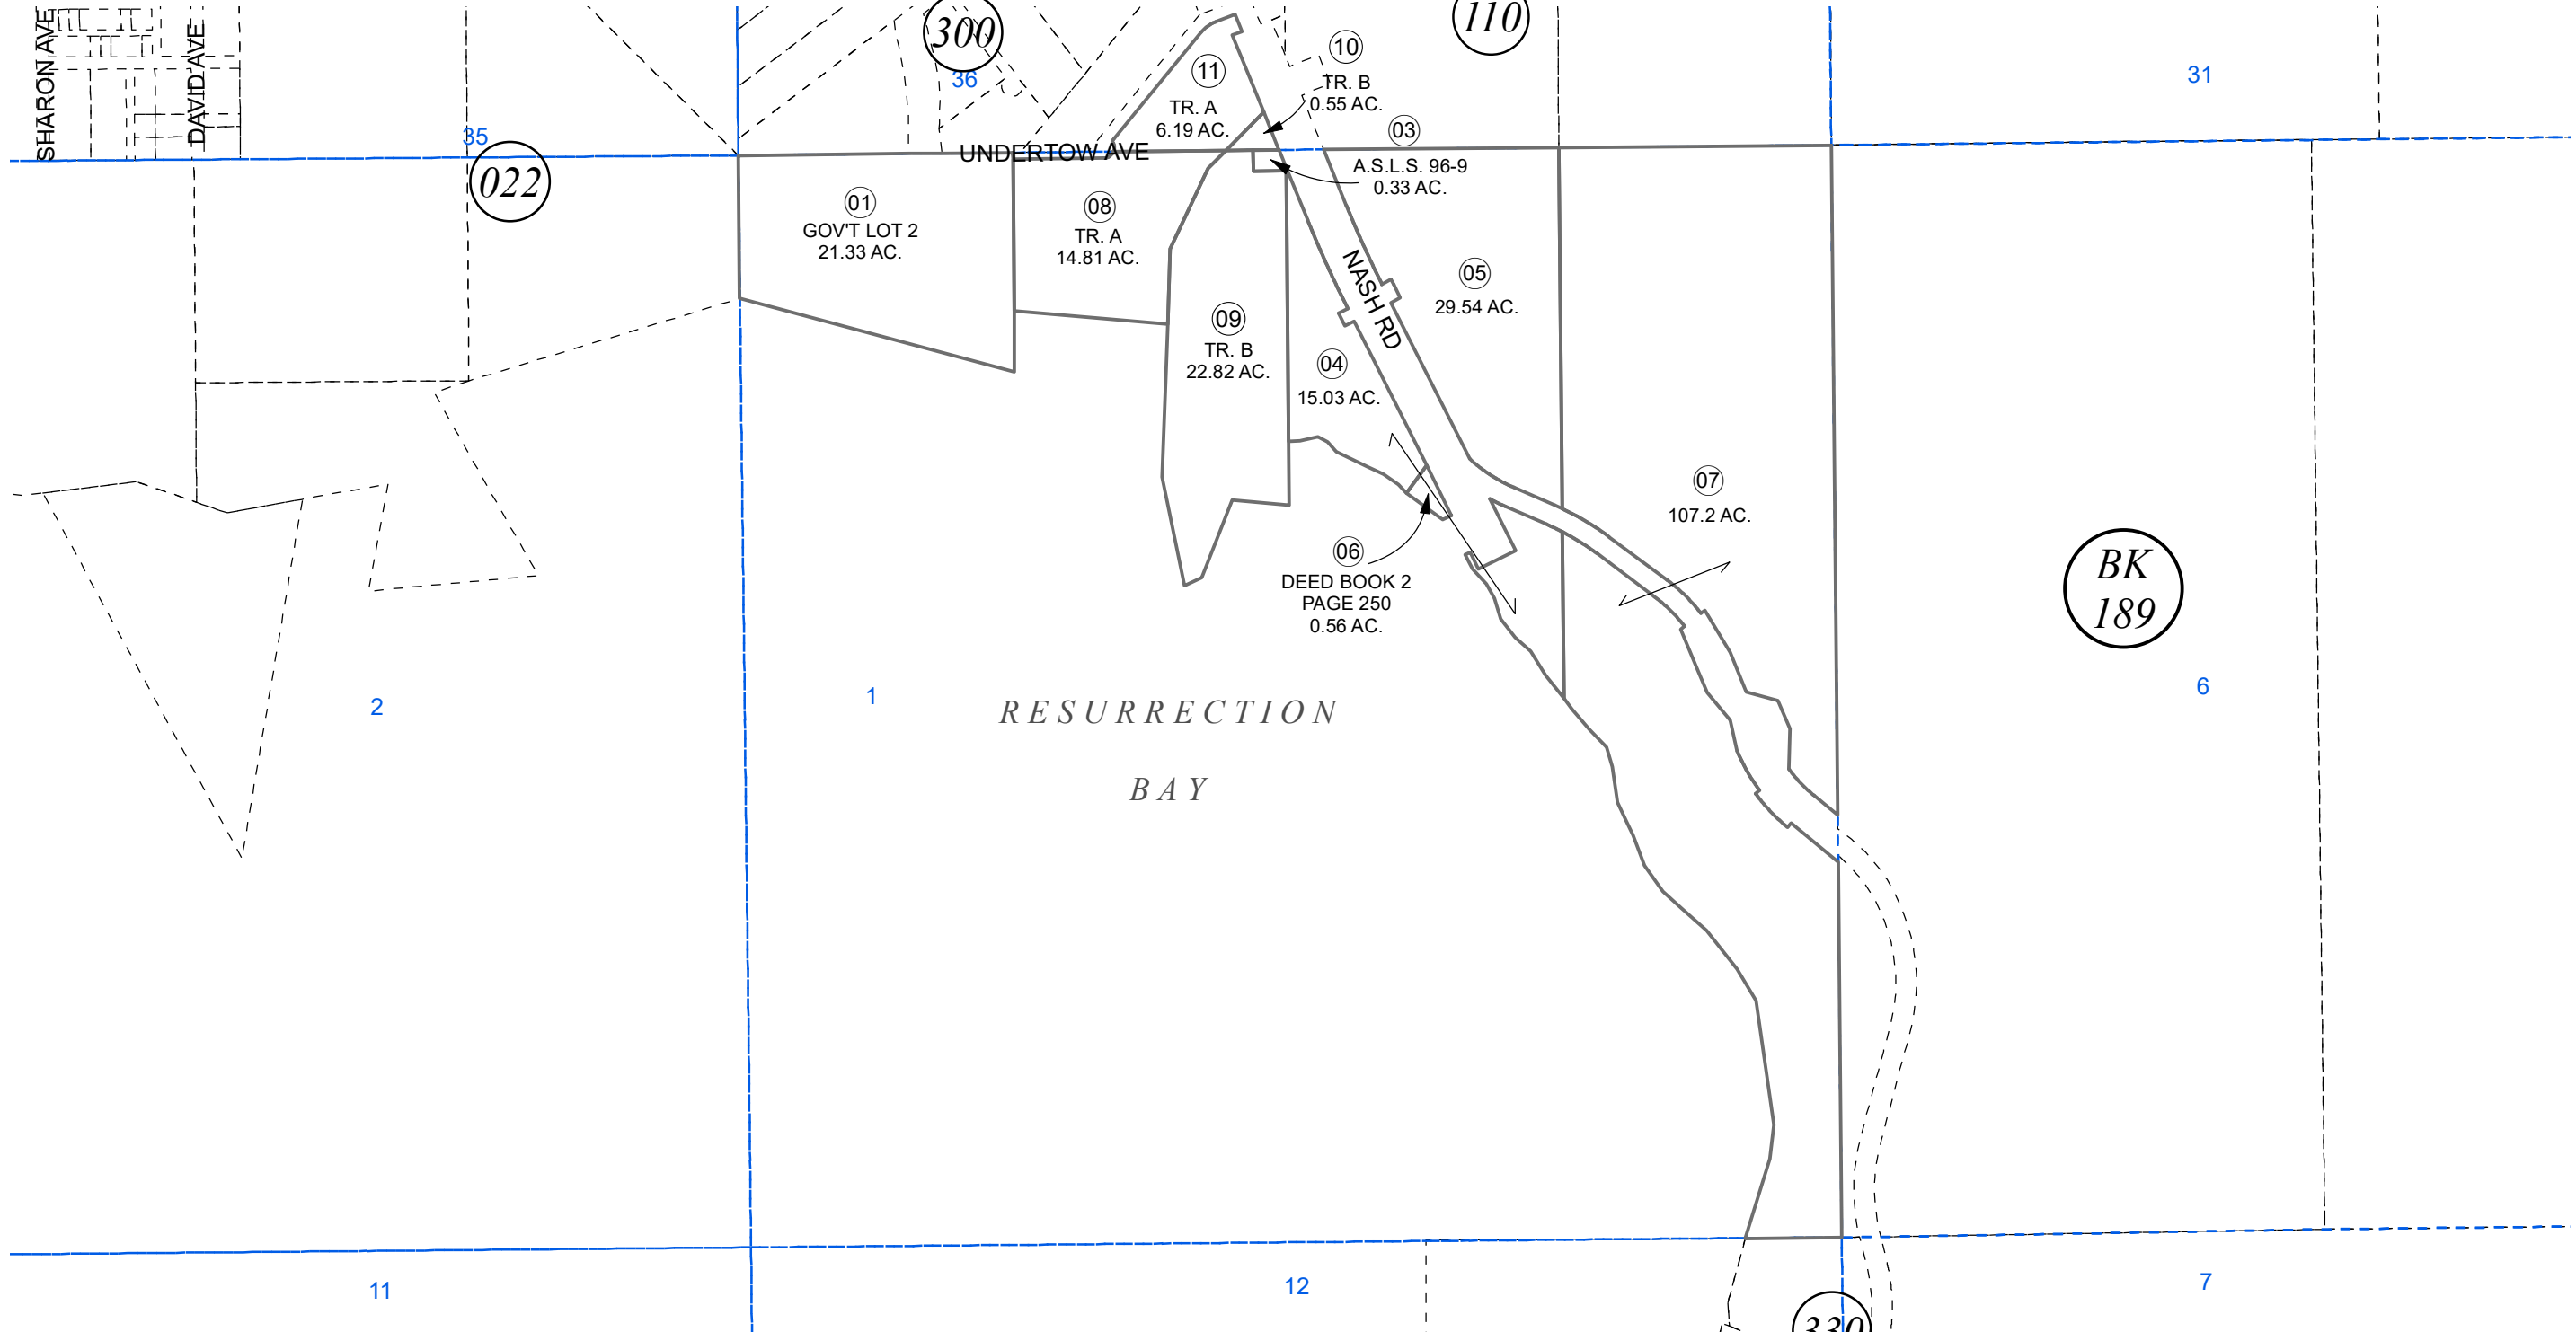 SHARON AVE
DAVID AVE
35
022
300
36
110
31
11
TR. A
6.19 AC.
10
TR. B
0.55 AC.
03
A.S.L.S. 96-9
0.33 AC.
UNDERTOW AVE
01
GOV'T LOT 2
21.33 AC.
08
TR. A
14.81 AC.
09
TR. B
22.82 AC.
NASH RD
04
15.03 AC.
05
29.54 AC.
07
107.2 AC.
06
DEED BOOK 2
PAGE 250
0.56 AC.
BK
189
2
1
6
RESURRECTION
BAY
11
12
7
330